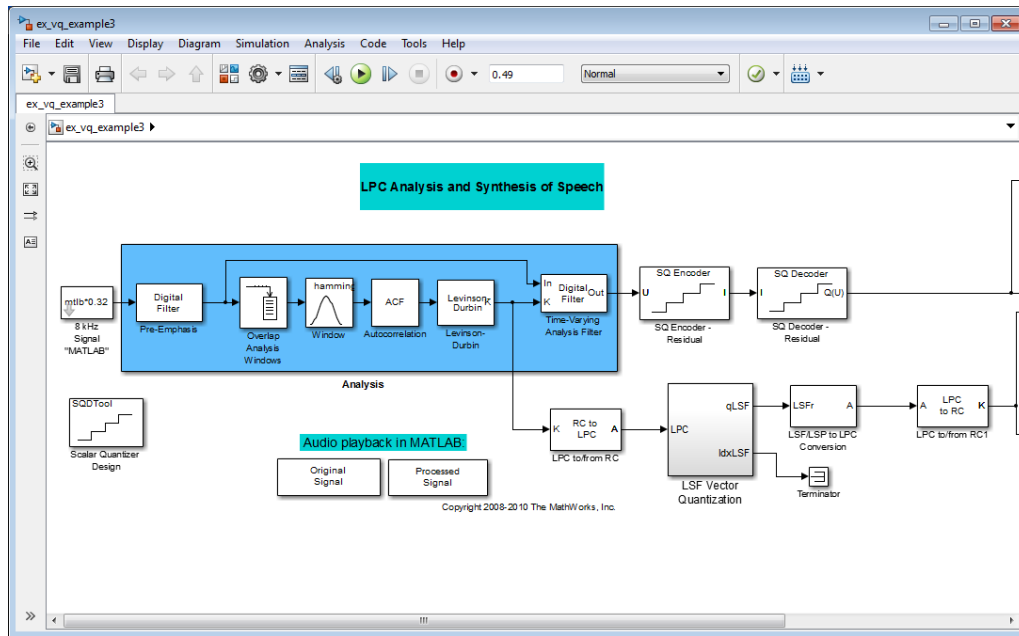 ex_vq_example3
File Edit View Display Diagram Simulation Analysis Code Tools Help
0.49
Normal
ex_vq_example3
ex_vq_example3
LPC Analysis and Synthesis of Speech
mtlb*0.32
8 kHz
Signal
"MATLAB"
Digital
Filter
Pre-Emphasis
Overlap
Analysis
Windows
hamming
Window
ACF
Autocorrelation
Levinson
Durbin
K
Levinson-
Durbin
In
K
Digital
Filter
Out
Time-Varying
Analysis Filter
Analysis
SQ Encoder
U
I
SQ Encoder -
Residual
SQ Decoder
I
Q(U)
SQ Decoder -
Residual
SQDTool
Scalar Quantizer
Design
Audio playback in MATLAB:
Original
Signal
Processed
Signal
Copyright 2008-2010 The MathWorks, Inc.
K
RC to
LPC
A
LPC to/from RC
LPC
qLSF
IdxLSF
LSF Vector
Quantization
LSFr
A
LSF/LSP to LPC
Conversion
Terminator
A
LPC
to RC
K
LPC to/from RC1